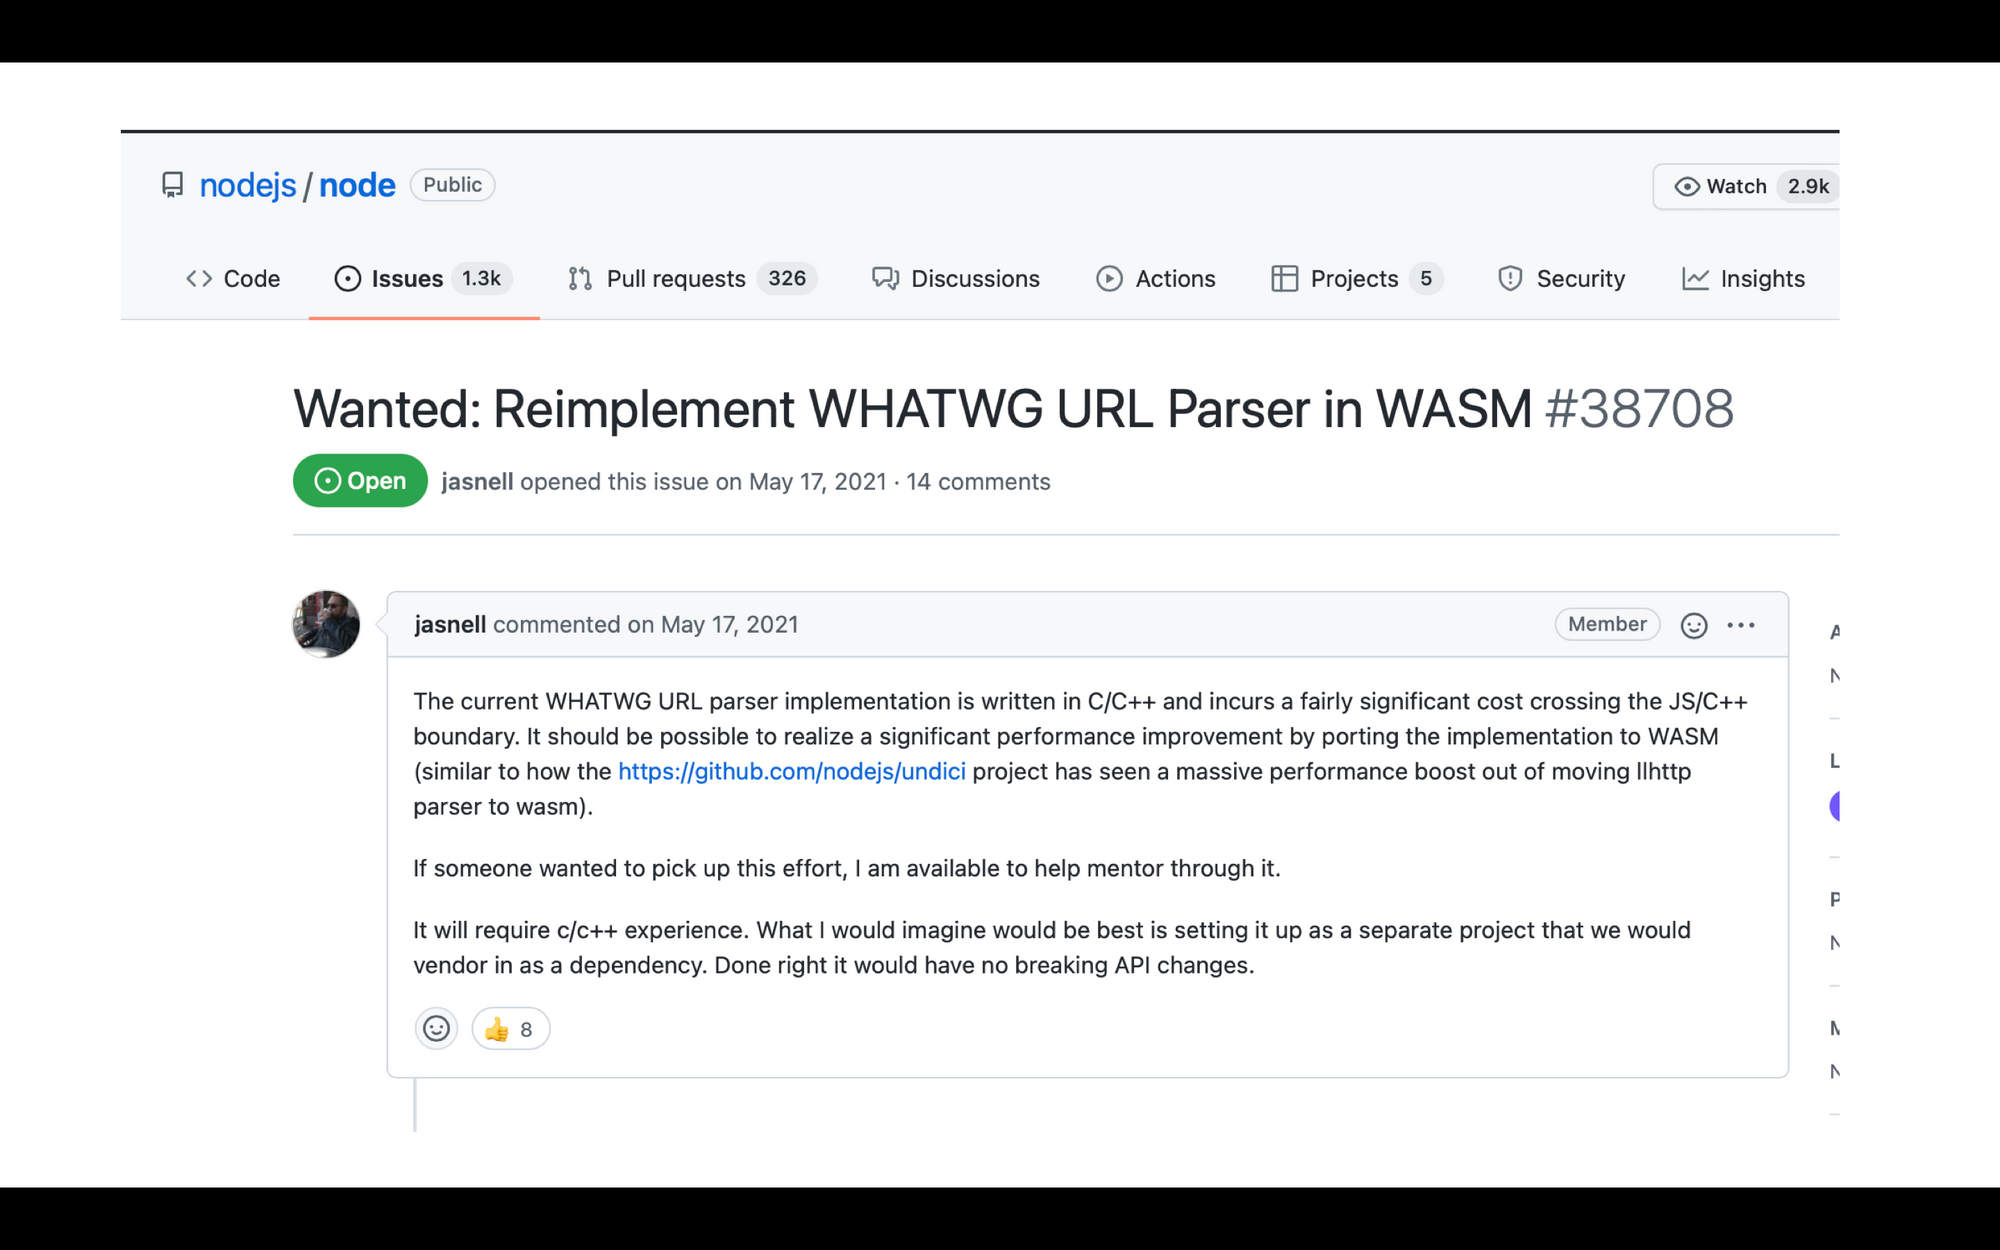 nodejs / node Public
Watch 2.9k
Code Issues 1.3k Pull requests 326 Discussions Actions Projects 5 Security Insights
Wanted: Reimplement WHATWG URL Parser in WASM #38708
Open jasnell opened this issue on May 17, 2021 · 14 comments
jasnell commented on May 17, 2021
Member
The current WHATWG URL parser implementation is written in C/C++ and incurs a fairly significant cost crossing the JS/C++
boundary. It should be possible to realize a significant performance improvement by porting the implementation to WASM
(similar to how the https://github.com/nodejs/undici project has seen a massive performance boost out of moving llhttp
parser to wasm).
If someone wanted to pick up this effort, I am available to help mentor through it.
It will require c/c++ experience. What I would imagine would be best is setting it up as a separate project that we would
vendor in as a dependency. Done right it would have no breaking API changes.
👍 8